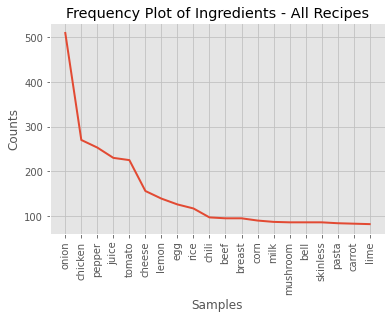 Frequency Plot of Ingredients - All Recipes
500
400
300
200
100
Counts
onion
chicken
pepper
juice
tomato
cheese
lemon
egg
rice
chili
beef
breast
corn
milk
mushroom
bell
skinless
pasta
carrot
lime
Samples